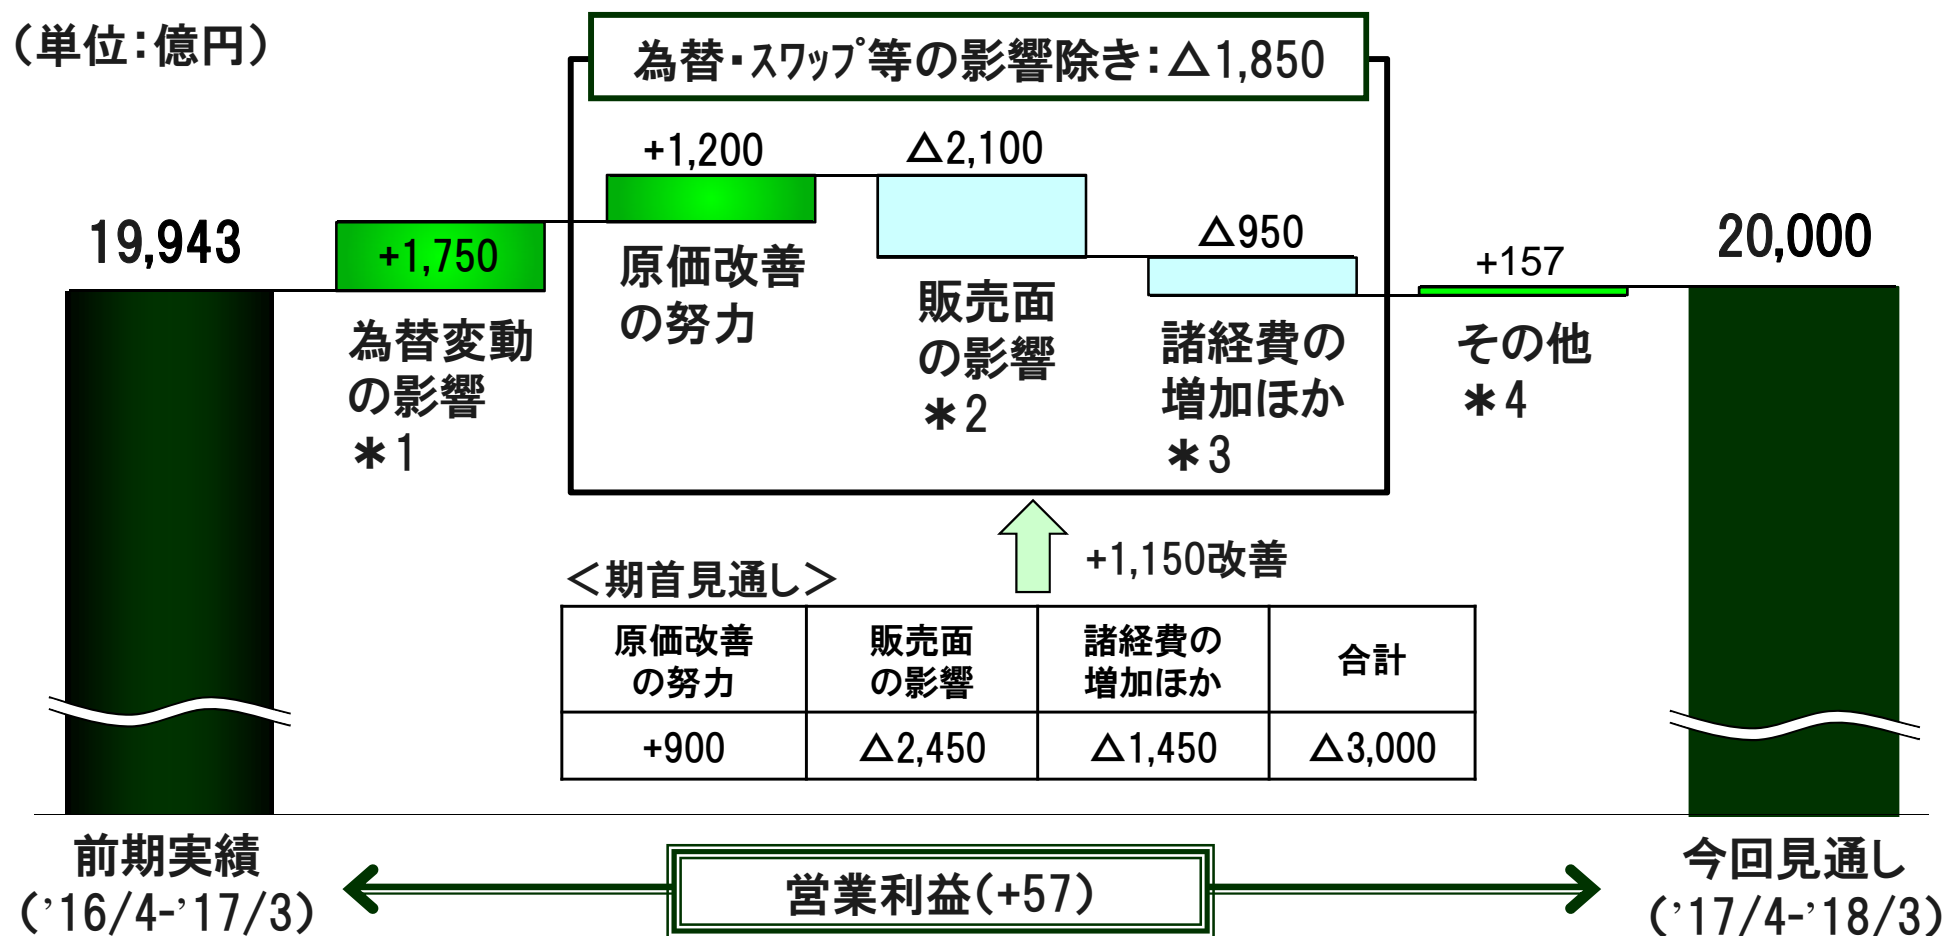 （単位：億円）
為替・ｽﾜｯﾌﾟ等の影響除き：△1,850
+1,200
△2,100
19,943
+1,750
△950
+157
20,000
為替変動
の影響
＊1
原価改善
の努力
販売面
の影響
＊2
諸経費の
増加ほか
＊3
その他
＊4
+1,150改善
＜期首見通し＞
原価改善
の努力
販売面
の影響
諸経費の
増加ほか
合計
+900
△2,450
△1,450
△3,000
前期実績
（’16/4-’17/3）
営業利益（+57）
今回見通し
（’17/4-’18/3）